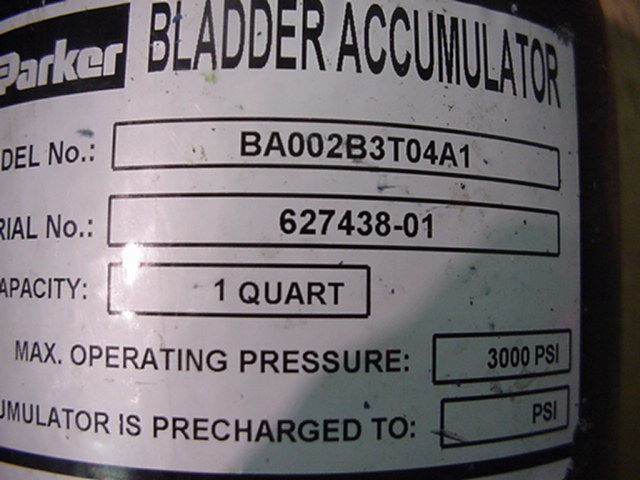 Parker BLADDER ACCUMULATOR
DEL No.: BA002B3T04A1
RIAL No.: 627438-01
APACITY: 1 QUART
MAX. OPERATING PRESSURE: 3000 PSI
UMULATOR IS PRECHARGED TO: PSI